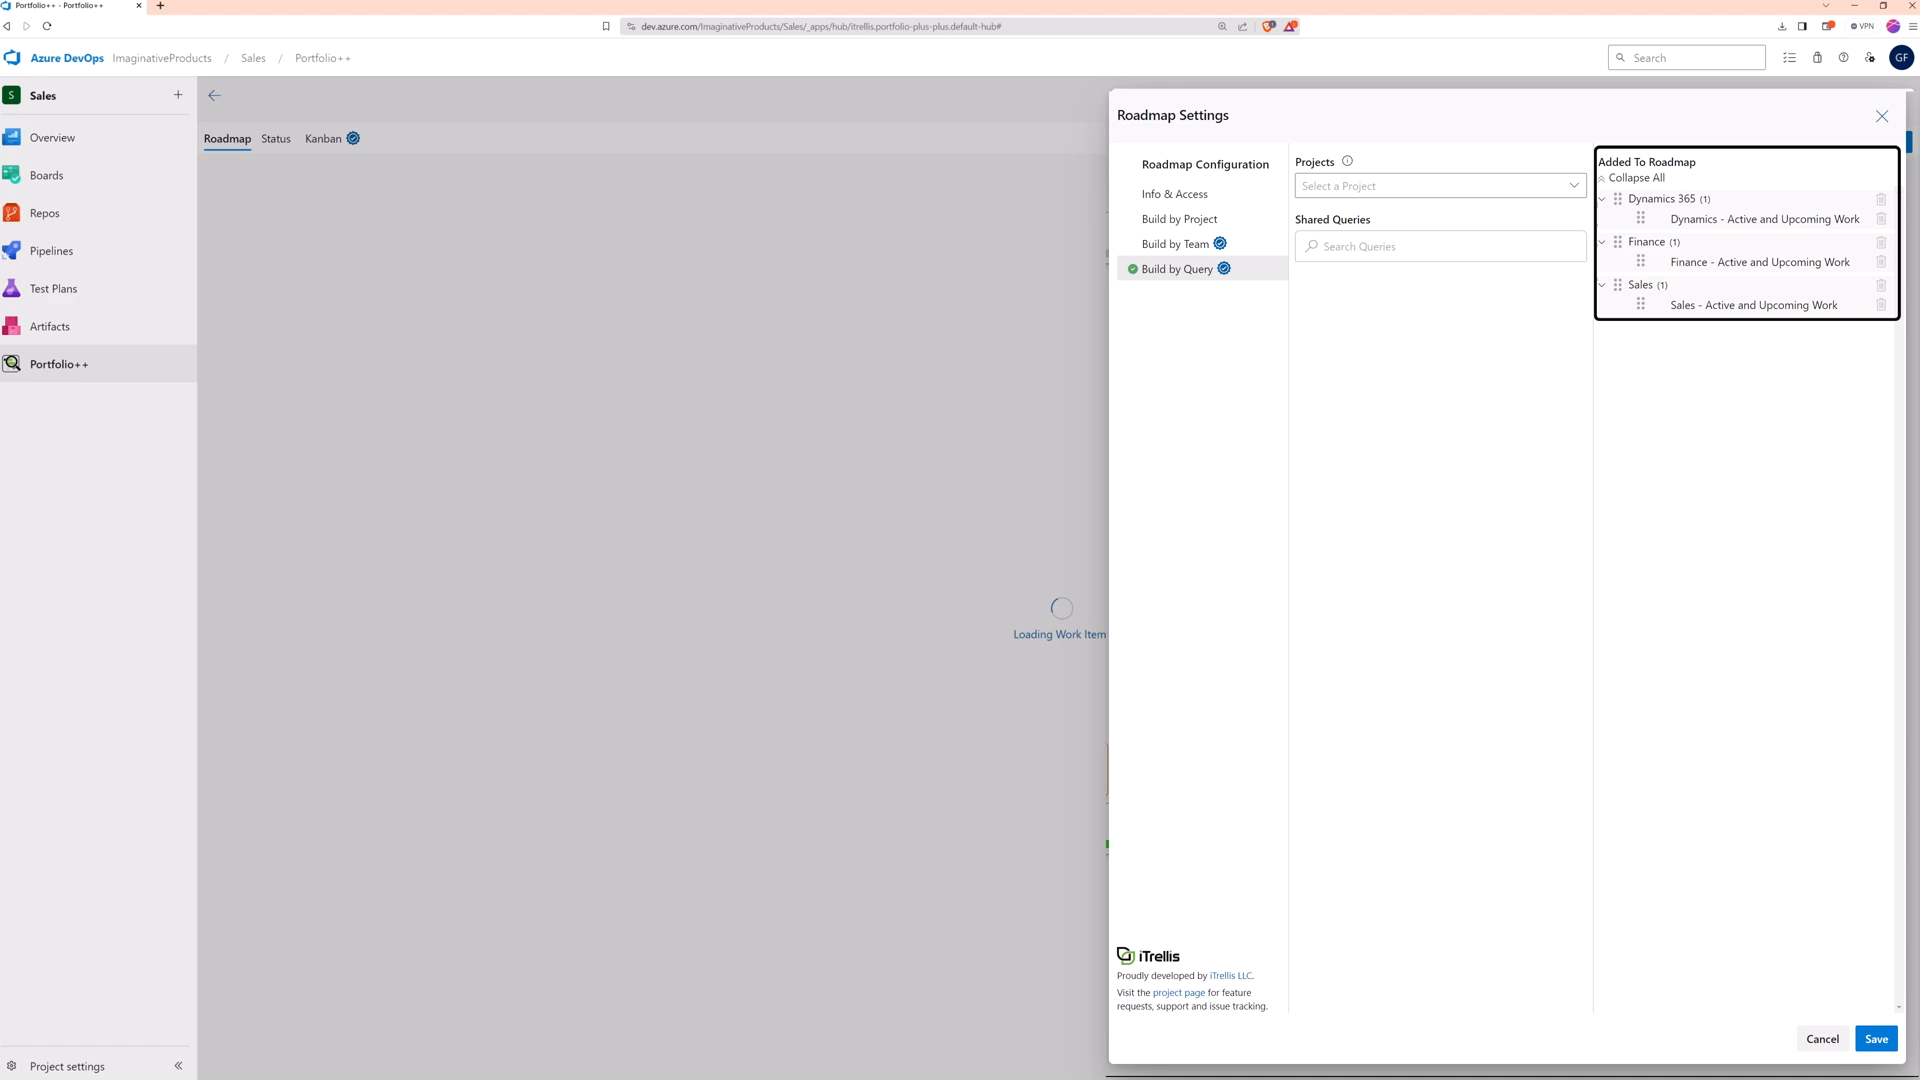 Portfolio++ - Portfolio++
dev.azure.com/ImaginativeProducts/Sales/_apps/hub/itrellis.portfolio-plus-plus.default-hub#
VPN
Azure DevOps
ImaginativeProducts / Sales / Portfolio++
Search
GF
S Sales
Overview
Boards
Repos
Pipelines
Test Plans
Artifacts
Portfolio++
Project settings
Roadmap Status Kanban
Loading Work Item
Roadmap Settings
Roadmap Configuration
Info & Access
Build by Project
Build by Team
Build by Query
Projects
Select a Project
Shared Queries
Search Queries
Added To Roadmap
Collapse All
Dynamics 365 (1)
Dynamics - Active and Upcoming Work
Finance (1)
Finance - Active and Upcoming Work
Sales (1)
Sales - Active and Upcoming Work
iTrellis
Proudly developed by iTrellis LLC.
Visit the project page for feature
requests, support and issue tracking.
Cancel
Save